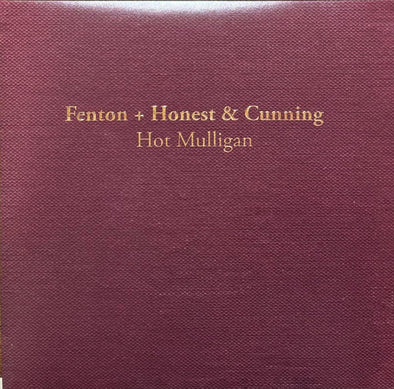 Fenton + Honest & Cunning
Hot Mulligan